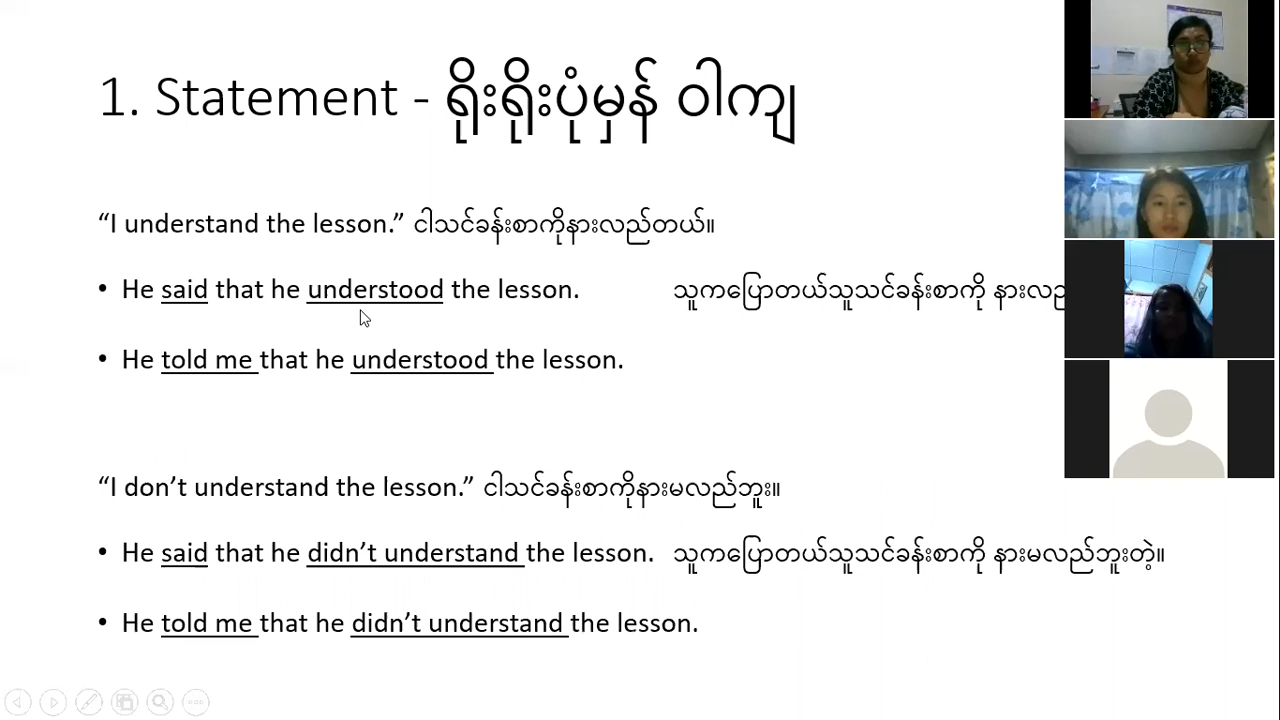 1. Statement - ရိုးရိုးပုံမှန် ဝါကျ
“I understand the lesson.” ငါသင်ခန်းစာကိုနားလည်တယ်။
• He said that he understood the lesson. သူကပြောတယ်သူသင်ခန်းစာကို
• He told me that he understood the lesson.
“I don’t understand the lesson.” ငါသင်ခန်းစာကိုနားမလည်ဘူး။
• He said that he didn’t understand the lesson. သူကပြောတယ်သူသင်ခန်းစာကို နားမလည်ဘူးတဲ့။
• He told me that he didn’t understand the lesson.